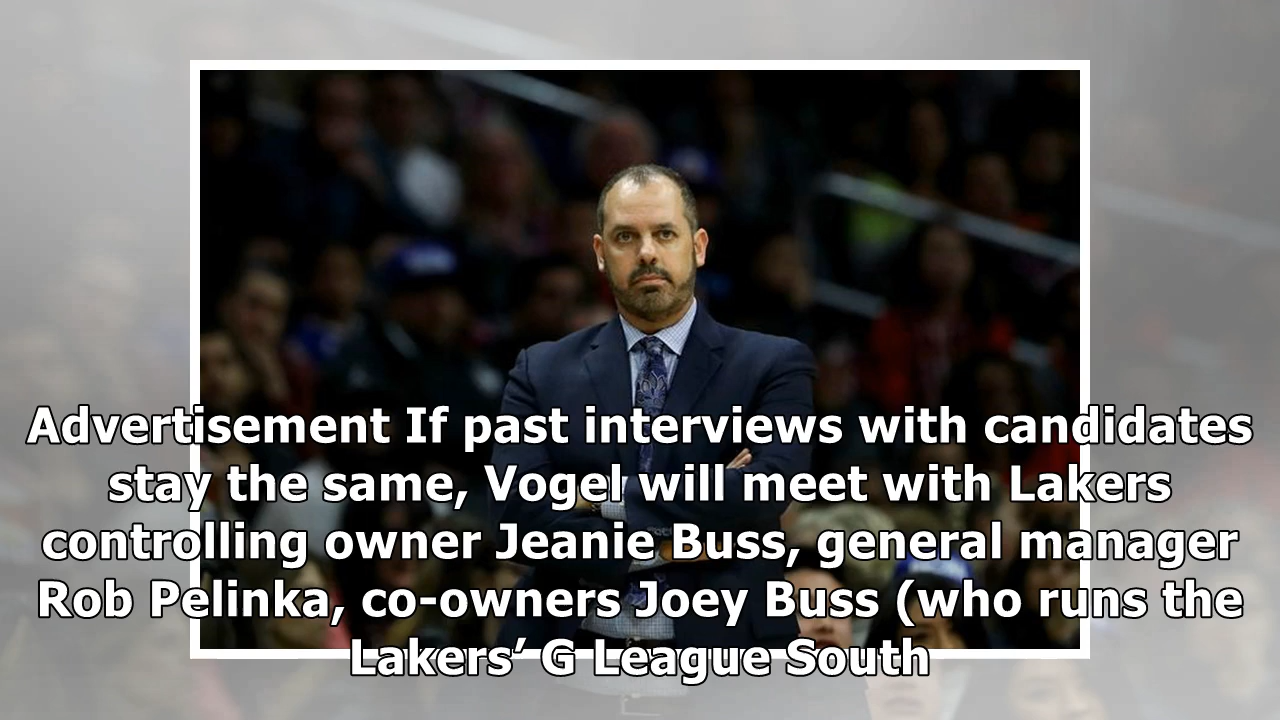 Advertisement If past interviews with candidates
stay the same, Vogel will meet with Lakers
controlling owner Jeanie Buss, general manager
Rob Pelinka, co-owners Joey Buss (who runs the
Lakers’ G League South